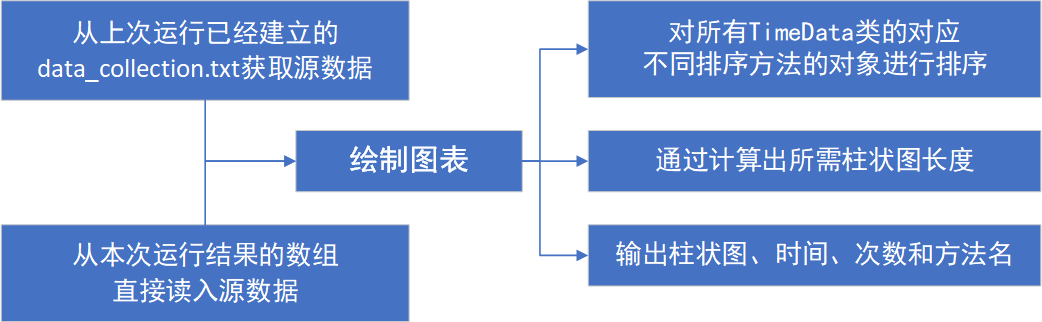 从上次运行已经建立的
data_collection.txt获取源数据
从本次运行结果的数组
直接读入源数据
绘制图表
对所有TimeData类的对应
不同排序方法的对象进行排序
通过计算出所需柱状图长度
输出柱状图、时间、次数和方法名